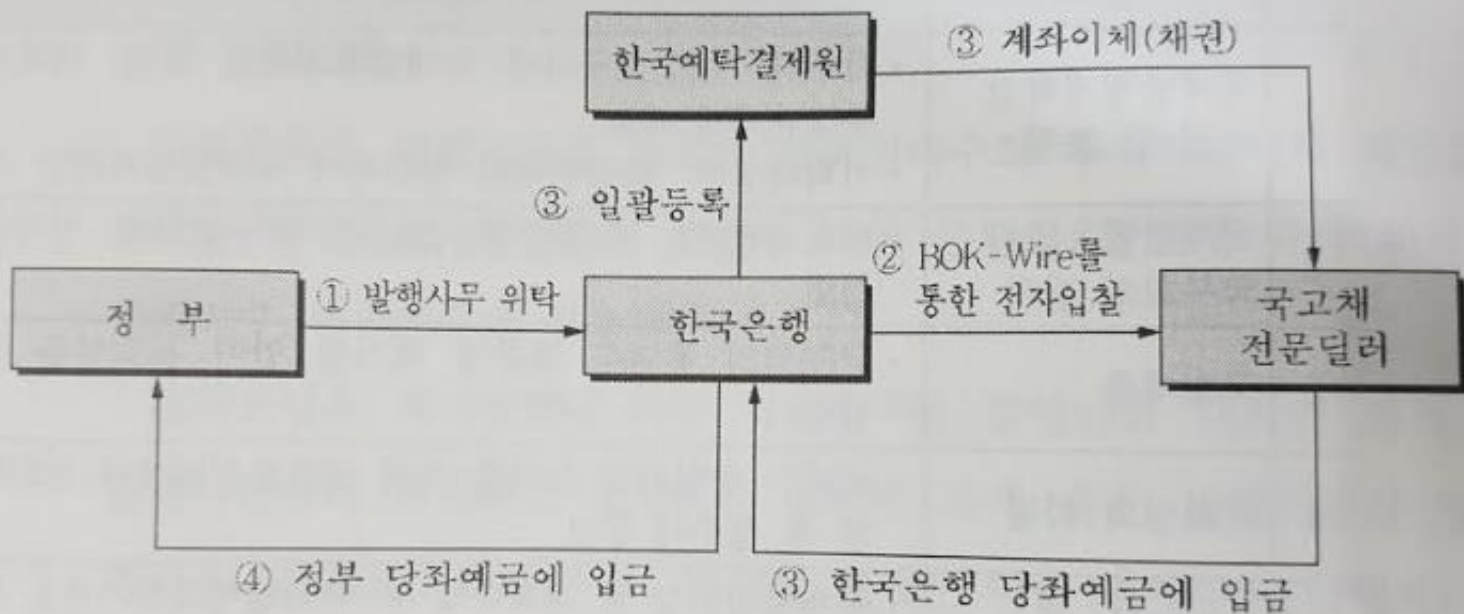 한국예탁결제원
③ 계좌이체(채권)
③ 일괄등록
정 부
① 발행사무 위탁
한국은행
② BOK-Wire를
통한 전자입찰
국고채
전문딜러
④ 정부 당좌예금에 입금
③ 한국은행 당좌예금에 입금